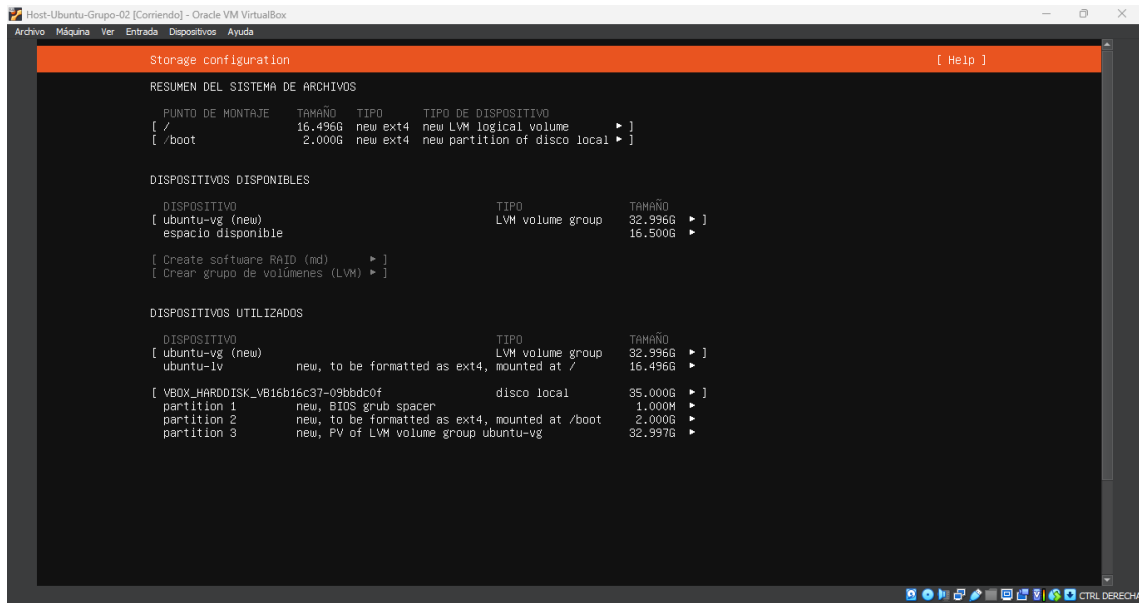 Host-Ubuntu-Grupo-02 [Corriendo] - Oracle VM VirtualBox
Archivo Máquina Ver Entrada Dispositivos Ayuda
Storage configuration [ Help ]
RESUMEN DEL SISTEMA DE ARCHIVOS
PUNTO DE MONTAJE TAMAÑO TIPO TIPO DE DISPOSITIVO
[ / 16.496G new ext4 new LVM logical volume ▸ ]
[ /boot 2.000G new ext4 new partition of disco local ▸ ]
DISPOSITIVOS DISPONIBLES
DISPOSITIVO TIPO TAMAÑO
[ ubuntu-vg (new) LVM volume group 32.996G ▸ ]
espacio disponible 16.500G ▸
[ Create software RAID (md) ▸ ]
[ Crear grupo de volúmenes (LVM) ▸ ]
DISPOSITIVOS UTILIZADOS
DISPOSITIVO TIPO TAMAÑO
[ ubuntu-vg (new) LVM volume group 32.996G ▸ ]
ubuntu-lv new, to be formatted as ext4, mounted at / 16.496G ▸
[ VBOX_HARDDISK_VB16b16c37-09bbdc0f disco local 35.000G ▸ ]
partition 1 new, BIOS grub spacer 1.000M ▸
partition 2 new, to be formatted as ext4, mounted at /boot 2.000G ▸
partition 3 new, PV of LVM volume group ubuntu-vg 32.997G ▸
CTRL DERECHA